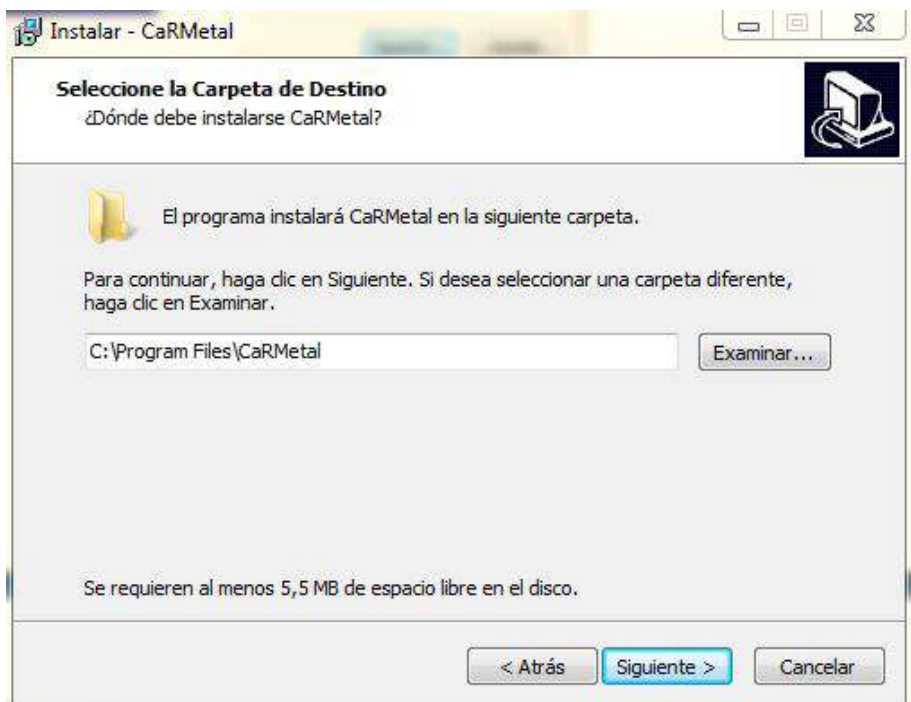 Instalar - CaRMetal
Seleccione la Carpeta de Destino
¿Dónde debe instalarse CaRMetal?
El programa instalará CaRMetal en la siguiente carpeta.
Para continuar, haga clic en Siguiente. Si desea seleccionar una carpeta diferente,
haga clic en Examinar.
C:\Program Files\CaRMetal
Examinar...
Se requieren al menos 5,5 MB de espacio libre en el disco.
< Atrás
Siguiente >
Cancelar